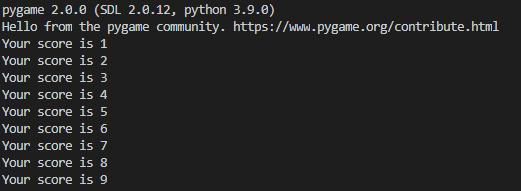 pygame 2.0.0 (SDL 2.0.12, python 3.9.0)
Hello from the pygame community. https://www.pygame.org/contribute.html
Your score is 1
Your score is 2
Your score is 3
Your score is 4
Your score is 5
Your score is 6
Your score is 7
Your score is 8
Your score is 9